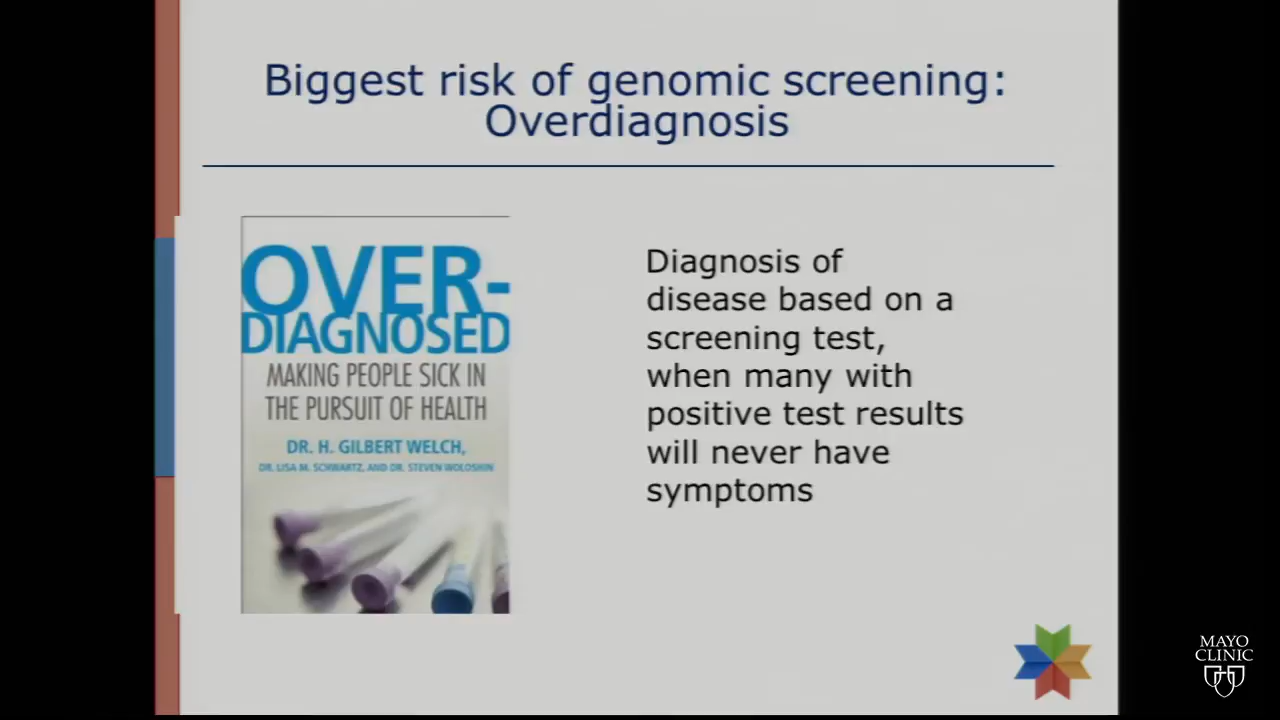 Biggest risk of genomic screening:
Overdiagnosis
OVER-
DIAGNOSED
MAKING PEOPLE SICK IN
THE PURSUIT OF HEALTH
DR. H. GILBERT WELCH,
DR. LISA M. SCHWARTZ, AND DR. STEVEN WOLOSHIN
Diagnosis of
disease based on a
screening test,
when many with
positive test results
will never have
symptoms
MAYO
CLINIC